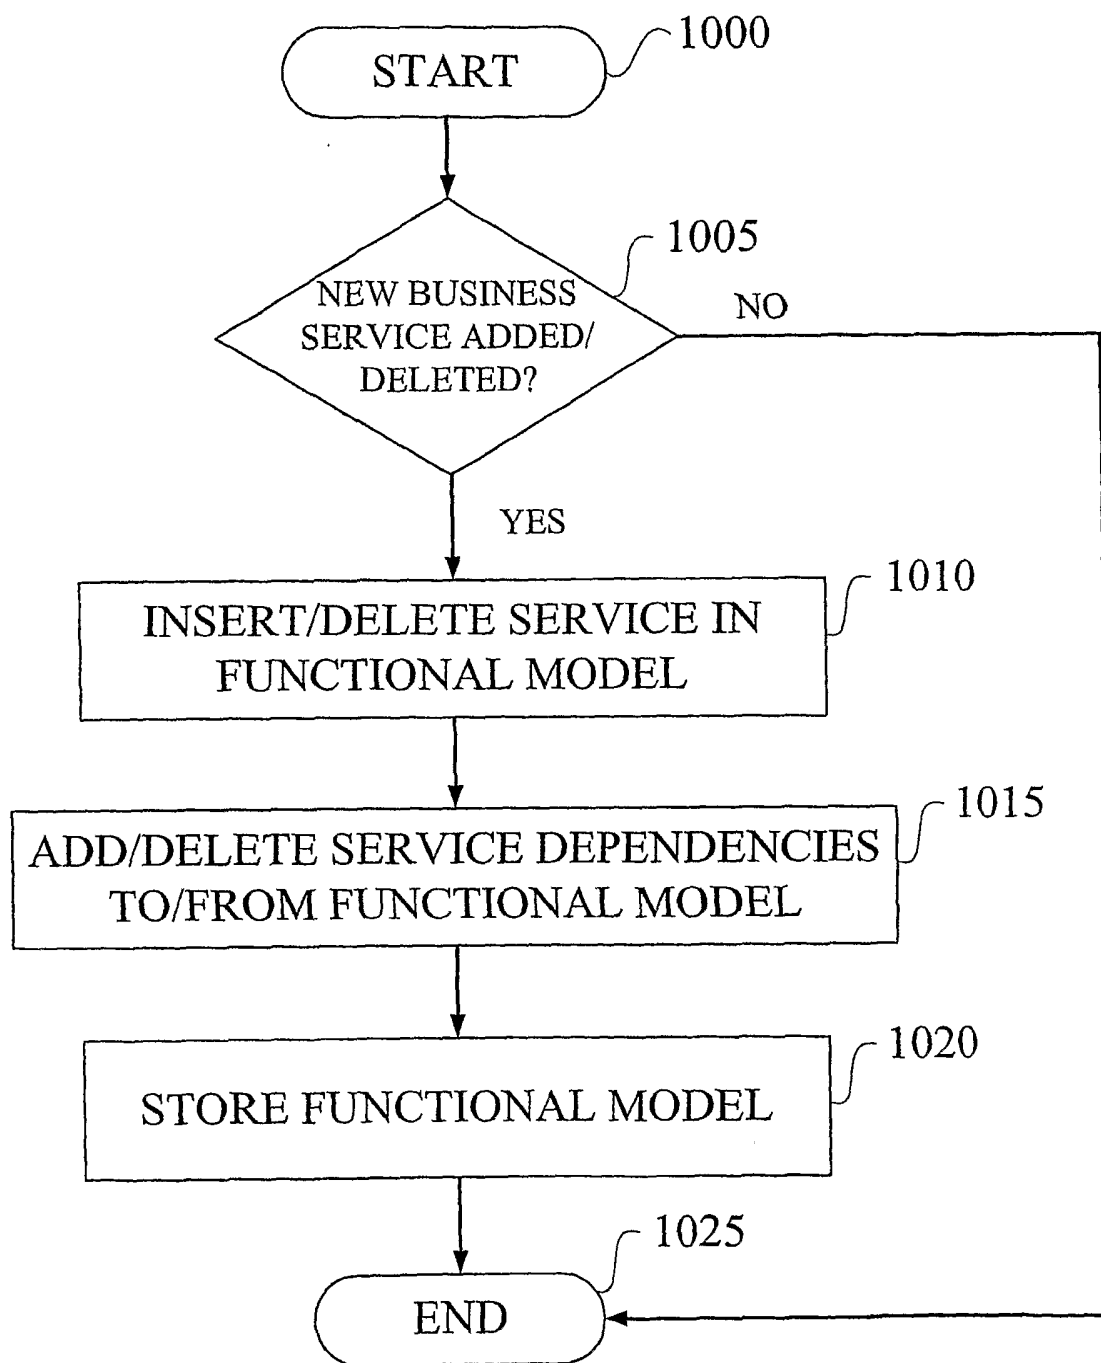 START
1000
1005
NEW BUSINESS
SERVICE ADDED/
DELETED?
NO
YES
1010
INSERT/DELETE SERVICE IN
FUNCTIONAL MODEL
1015
ADD/DELETE SERVICE DEPENDENCIES
TO/FROM FUNCTIONAL MODEL
1020
STORE FUNCTIONAL MODEL
1025
END